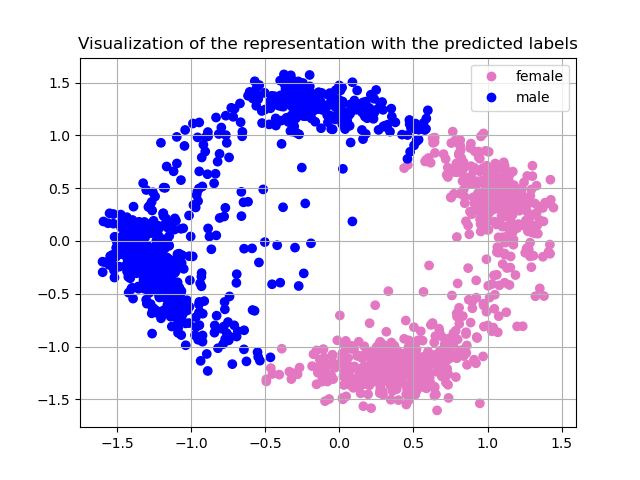 Visualization of the representation with the predicted labels
female
male
1.5
1.0
0.5
0.0
−0.5
−1.0
−1.5
−1.5 −1.0 −0.5 0.0 0.5 1.0 1.5